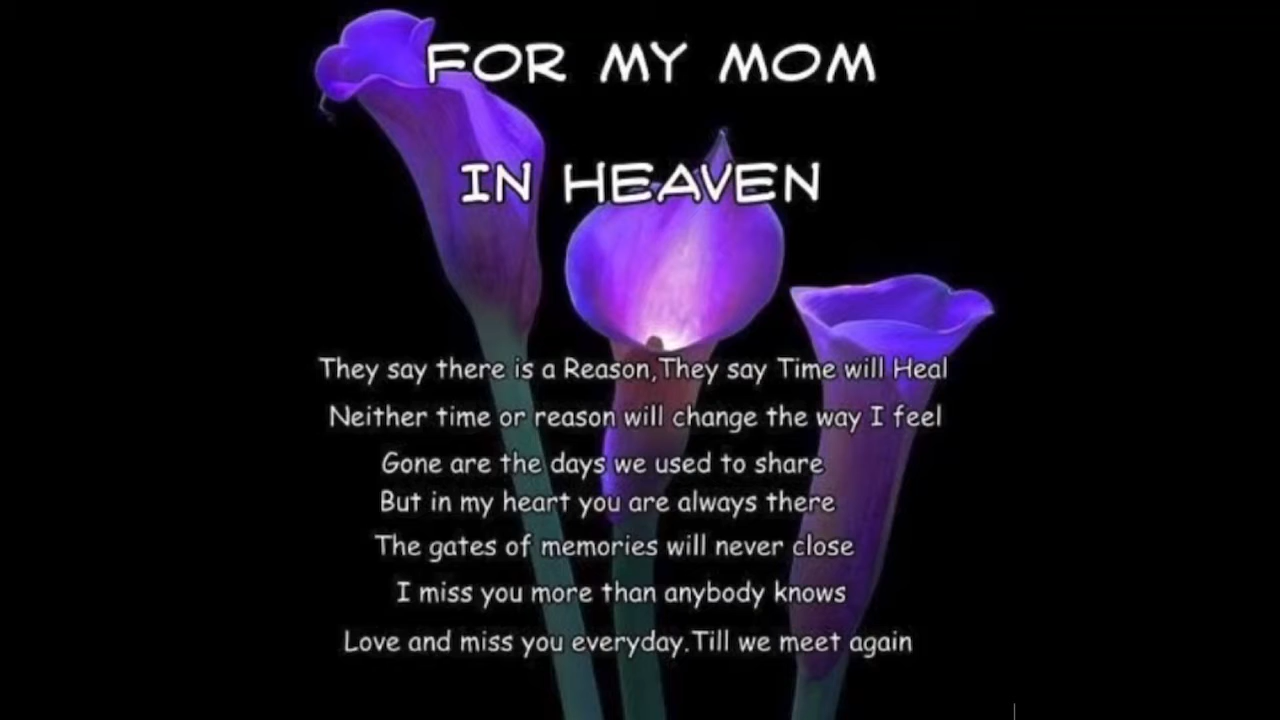 FOR MY MOM
IN HEAVEN
They say there is a Reason,They say Time will Heal
Neither time or reason will change the way I feel
Gone are the days we used to share
But in my heart you are always there
The gates of memories will never close
I miss you more than anybody knows
Love and miss you everyday.Till we meet again